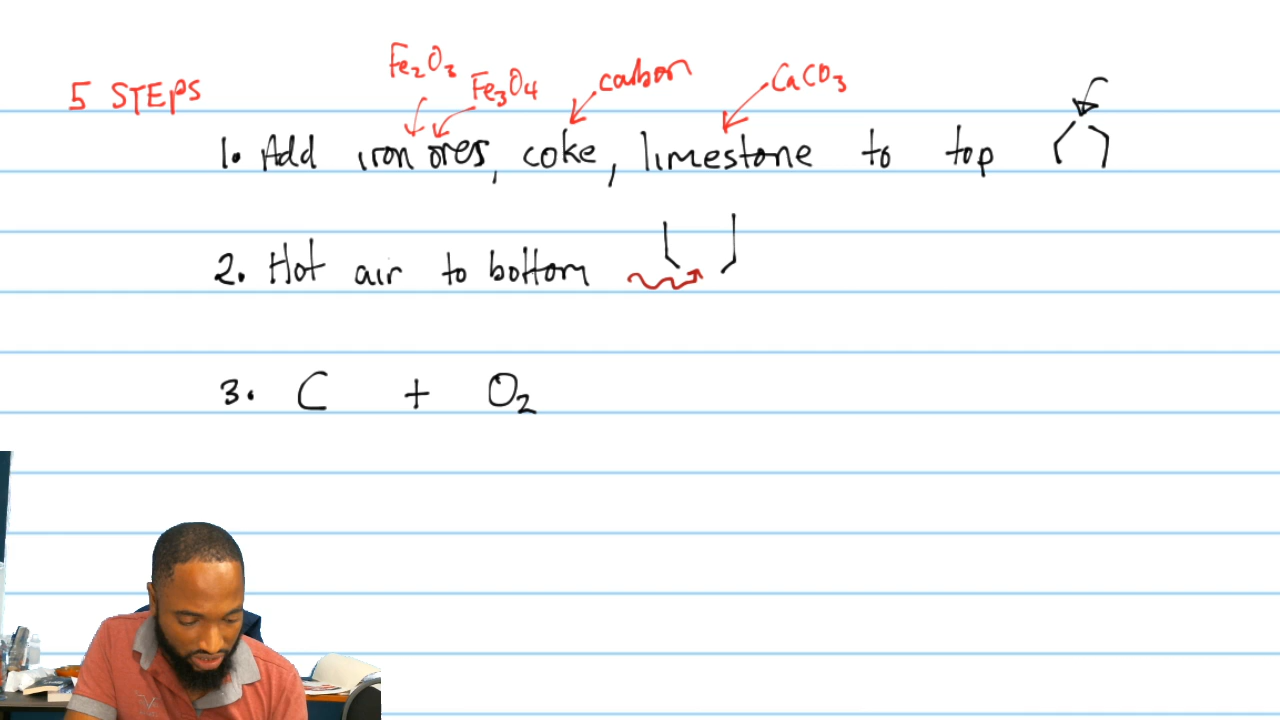 5 STEPS
Fe₂O₃
Fe₃O₄
carbon
CaCO₃
1. Add iron ores, coke, limestone to top
2. Hot air to bottom
3. C + O₂